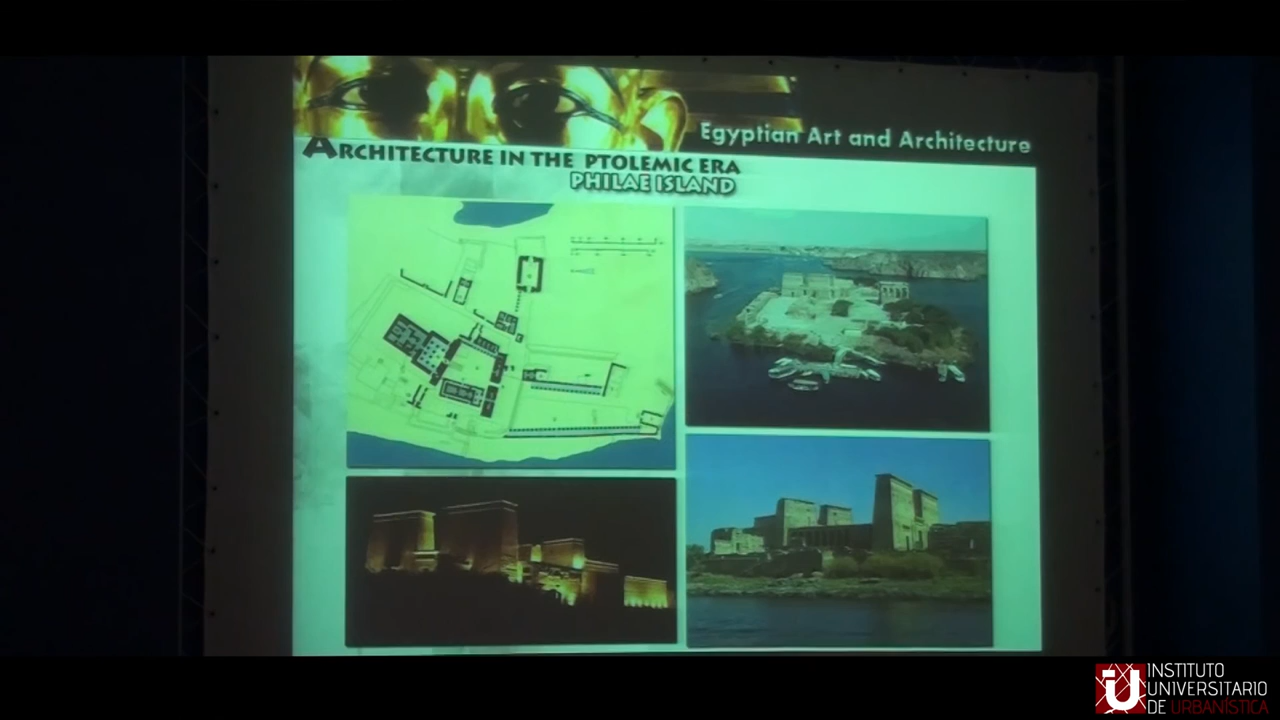 Egyptian Art and Architecture
ARCHITECTURE IN THE PTOLEMIC ERA
PHILAE ISLAND
INSTITUTO
UNIVERSITARIO
DE URBANÍSTICA